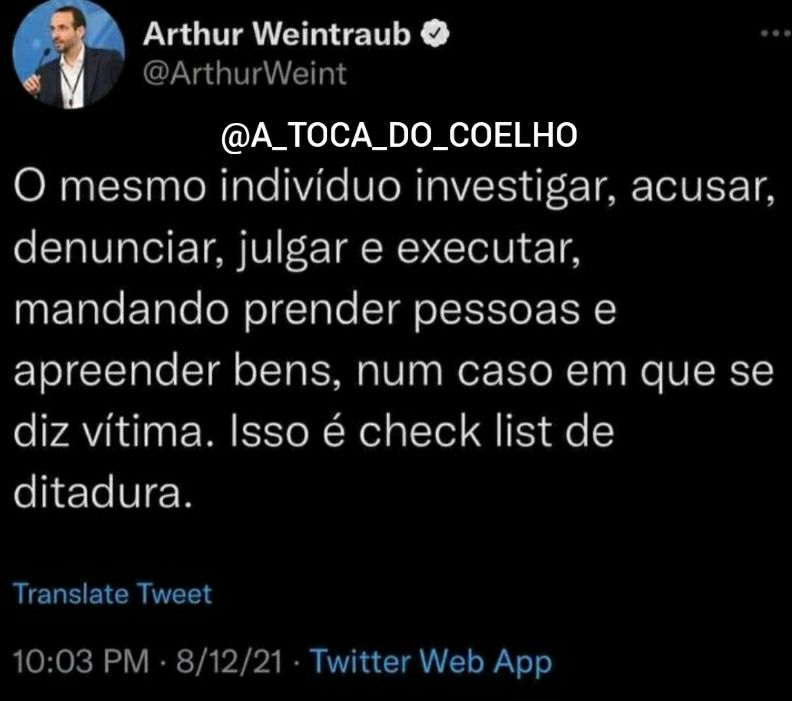 Arthur Weintraub
@ArthurWeint
@A_TOCA_DO_COELHO
O mesmo indivíduo investigar, acusar,
denunciar, julgar e executar,
mandando prender pessoas e
apreender bens, num caso em que se
diz vítima. Isso é check list de
ditadura.
Translate Tweet
10:03 PM · 8/12/21 · Twitter Web App